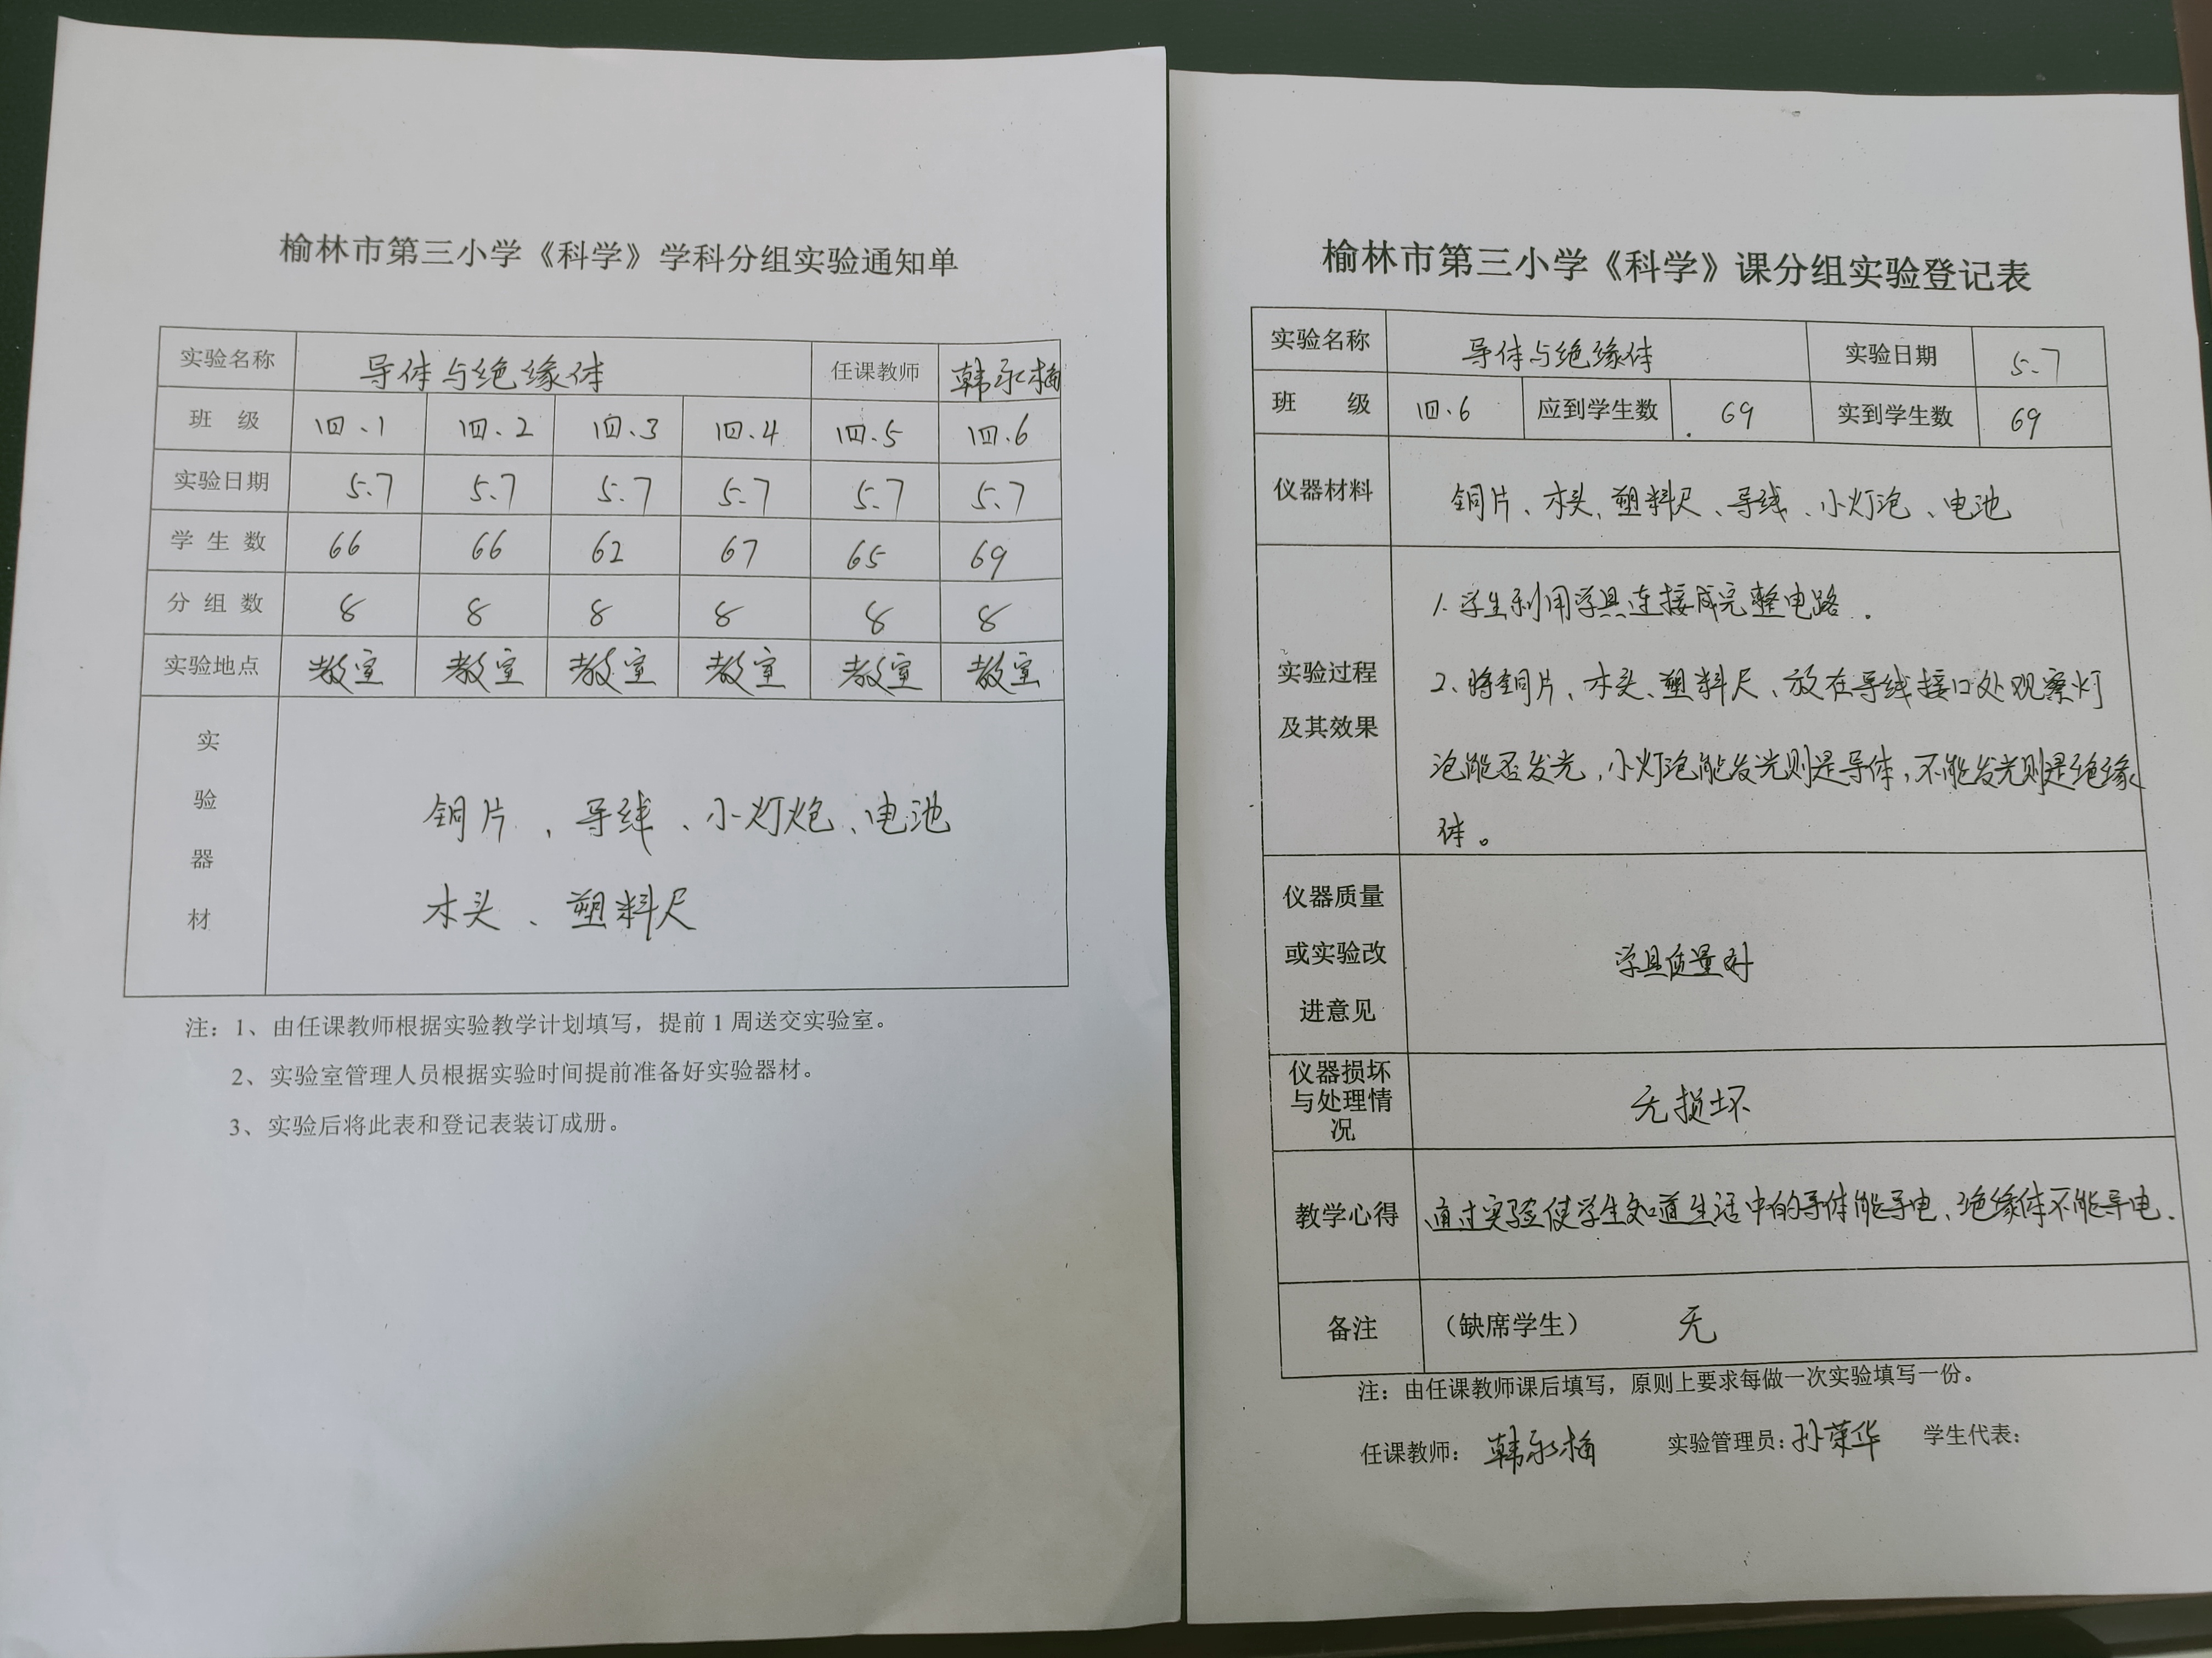 榆林市第三小学《科学》学科分组实验通知单
实验名称 导体与绝缘体 任课教师 韩永梅
班 级 四.1 四.2 四.3 四.4 四.5 四.6
实验日期 5.7 5.7 5.7 5.7 5.7 5.7
学生数 66 66 62 67 65 69
分组数 8 8 8 8 8 8
实验地点 教室 教室 教室 教室 教室 教室
实
验
器
材
铜片、导线、小灯炮、电池
木头、塑料尺
注：1、由任课教师根据实验教学计划填写，提前1周送交实验室。
2、实验室管理人员根据实验时间提前准备好实验器材。
3、实验后将此表和登记表装订成册。
榆林市第三小学《科学》课分组实验登记表
实验名称 导体与绝缘体 实验日期 5.7
班 级 四.6 应到学生数 69 实到学生数 69
仪器材料 铜片、木头、塑料尺、导线、小灯泡、电池
实验过程
及其效果
1.学生利用学具连接成完整电路.
2、将铜片、木头、塑料尺、放在导线接口处观察灯
泡能否发光,小灯泡能发光则是导体,不能发光则是绝缘
体。
仪器质量
或实验改
进意见
学具质量好
仪器损坏
与处理情
况
无损坏
教学心得 通过实验使学生知道生活中的导体能导电、绝缘体不能导电.
备注 （缺席学生） 无
注：由任课教师课后填写，原则上要求每做一次实验填写一份。
任课教师： 韩永梅 实验管理员：孙荣华 学生代表：